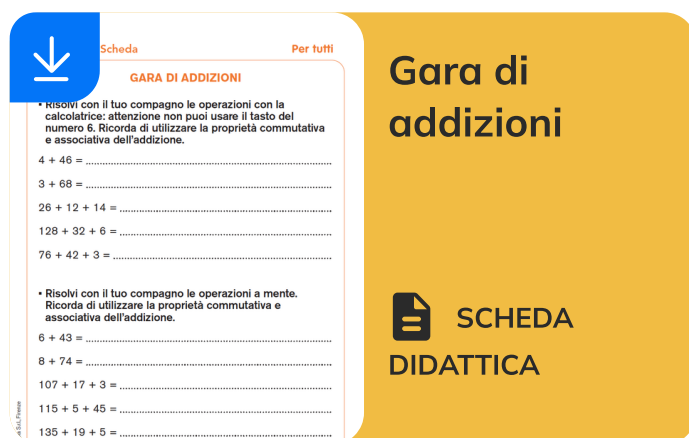 Scheda
Per tutti
GARA DI ADDIZIONI
• Risolvi con il tuo compagno le operazioni con la
calcolatrice: attenzione non puoi usare il tasto del
numero 6. Ricorda di utilizzare la proprietà commutativa
e associativa dell'addizione.
4 + 46 = ........................................
3 + 68 = ........................................
26 + 12 + 14 = ........................................
128 + 32 + 6 = ........................................
76 + 42 + 3 = ........................................
• Risolvi con il tuo compagno le operazioni a mente.
Ricorda di utilizzare la proprietà commutativa e
associativa dell'addizione.
6 + 43 = ........................................
8 + 74 = ........................................
107 + 17 + 3 = ........................................
115 + 5 + 45 = ........................................
135 + 19 + 5 = ........................................
Gara di
addizioni
SCHEDA
DIDATTICA